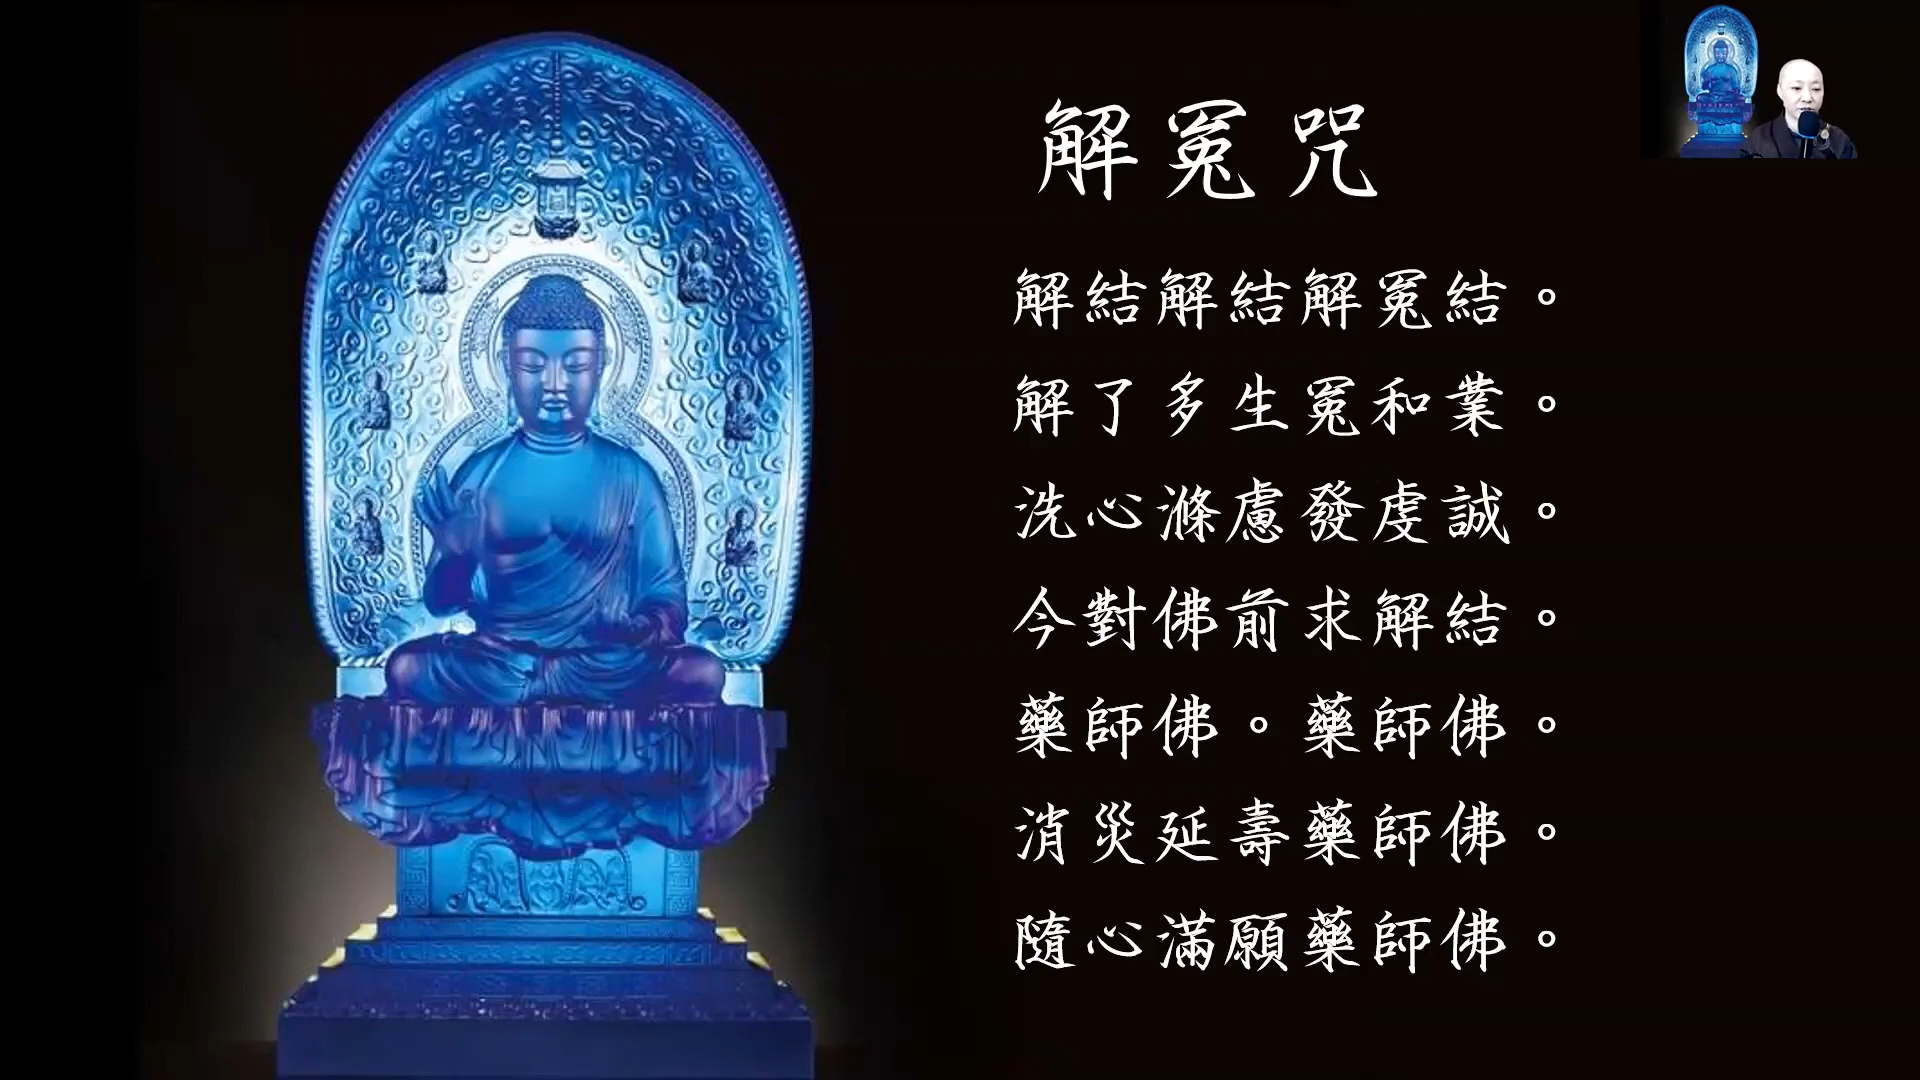 解冤咒
解結解結解冤結。
解了多生冤和業。
洗心滌慮發虔誠。
今對佛前求解結。
藥師佛。藥師佛。
消災延壽藥師佛。
隨心滿願藥師佛。